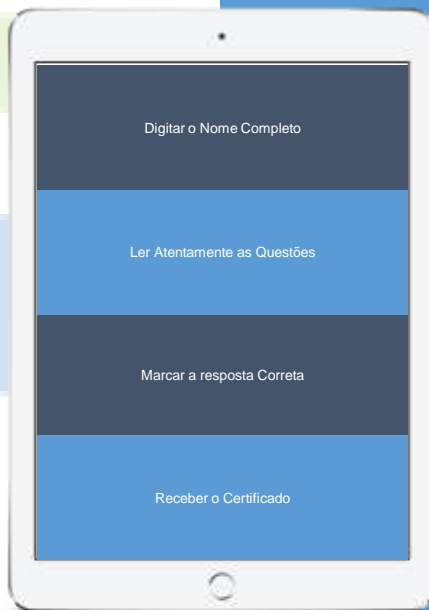 Digitar o Nome Completo
Ler Atentamente as Questões
Marcar a resposta Correta
Receber o Certificado